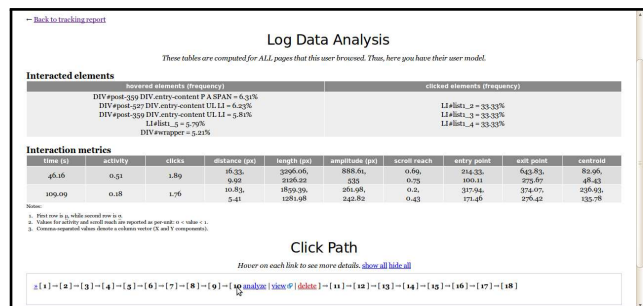 ← Back to tracking report
Log Data Analysis
These tables are computed for ALL pages that this user browsed. Thus, here you have their user model.
Interacted elements
hovered elements (frequency) clicked elements (frequency)
DIV#post-359 DIV.entry-content P A SPAN = 6.31%
DIV#post-527 DIV.entry-content UL LI = 6.23% LI#list1_2 = 33.33%
DIV#post-359 DIV.entry-content UL LI = 5.81% LI#list1_3 = 33.33%
LI#list1_5 = 5.79% LI#list1_4 = 33.33%
DIV#wrapper = 5.21%
Interaction metrics
time (s) activity clicks distance (px) length (px) amplitude (px) scroll reach entry point exit point centroid
46.16 0.51 1.89 16.33, 9.92 3296.06, 2126.22 888.61, 535 0.69, 0.75 214.33, 100.11 643.83, 275.67 82.96, 48.43
109.09 0.18 1.76 10.83, 5.41 1859.39, 1281.98 261.98, 242.82 0.2, 0.43 317.94, 171.46 374.07, 276.42 236.93, 135.78
Notes:
1. First row is μ, while second row is σ.
2. Values for activity and scroll reach are reported as per-unit: 0 < value < 1.
3. Comma-separated values denote a column vector (X and Y components).
Click Path
Hover on each link to see more details. show all hide all
» [ 1 ] → [ 2 ] → [ 3 ] → [ 4 ] → [ 5 ] → [ 6 ] → [ 7 ] → [ 8 ] → [ 9 ] → [ 10 analyze | view | delete ] → [ 11 ] → [ 12 ] → [ 13 ] → [ 14 ] → [ 15 ] → [ 16 ] → [ 17 ] → [ 18 ]